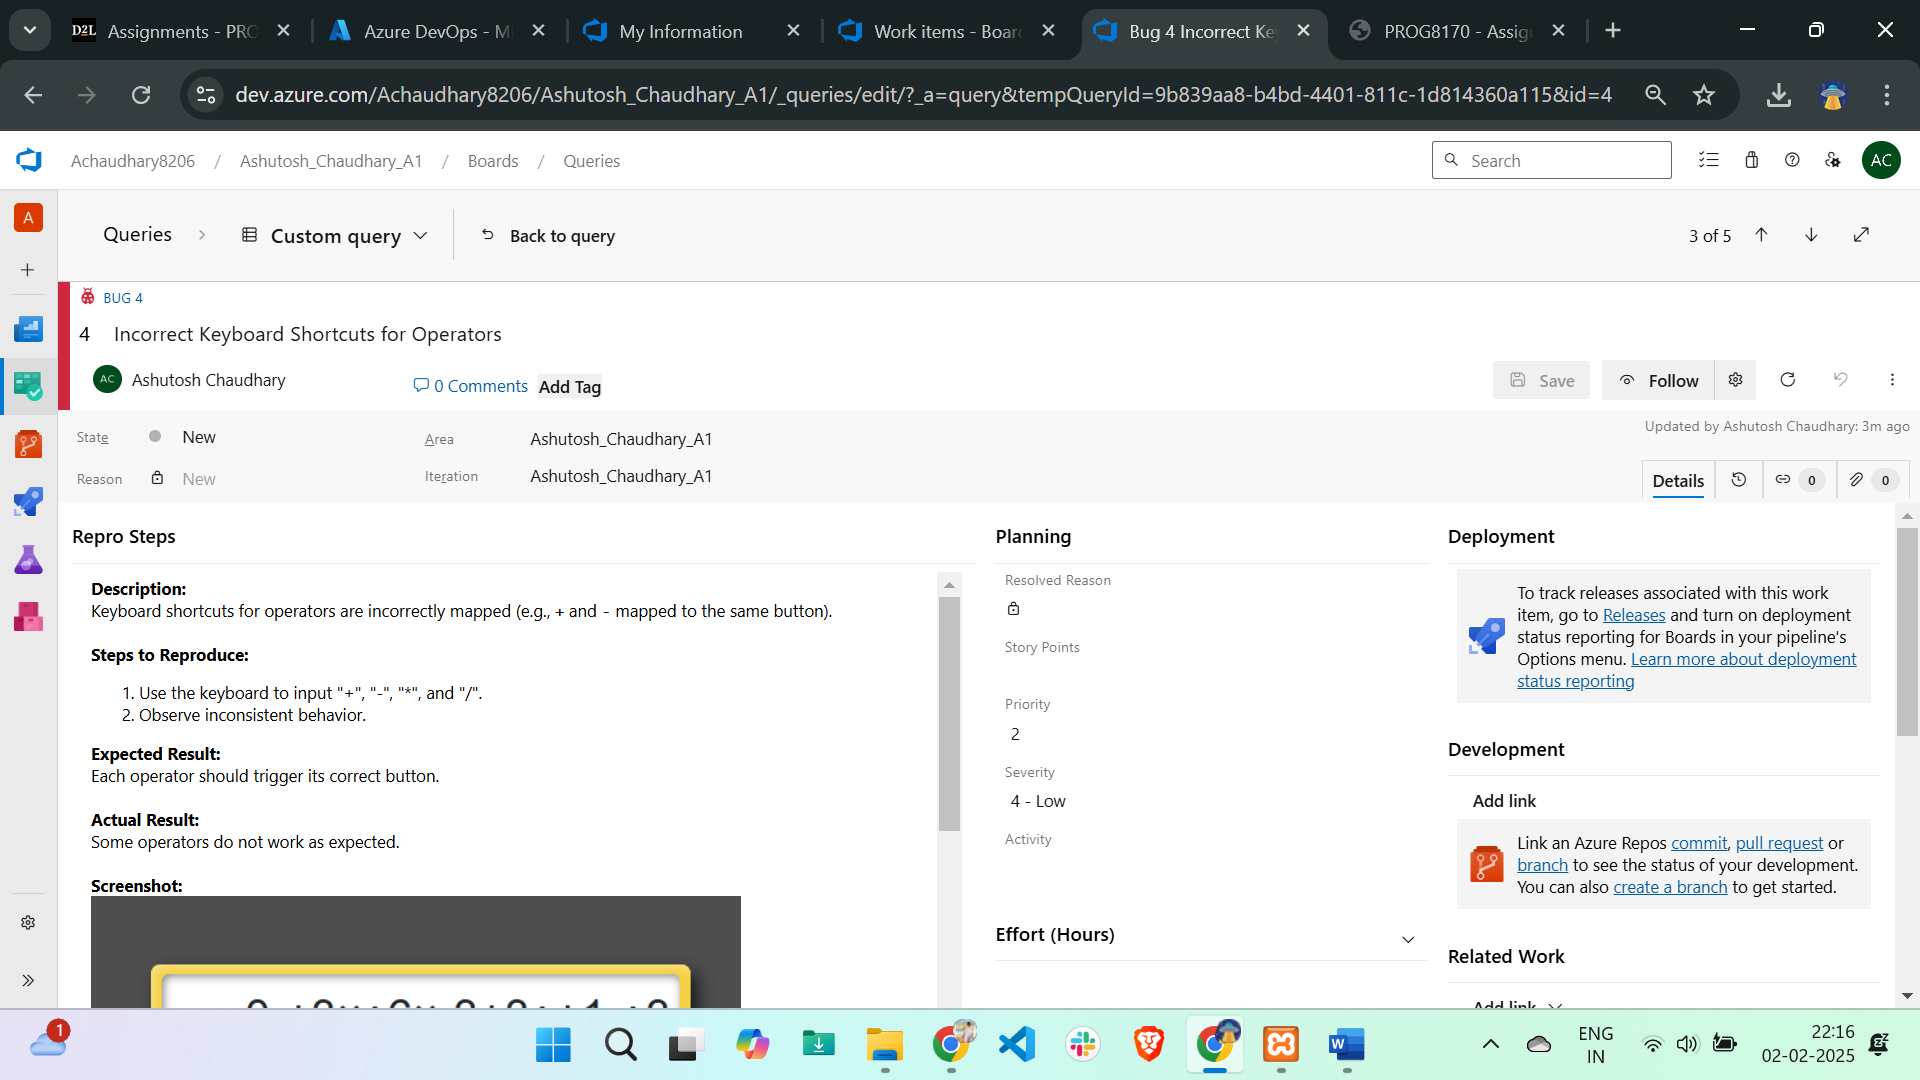 D2L Assignments - PRO
Azure DevOps - M
My Information
Work items - Boar
Bug 4 Incorrect Ke
PROG8170 - Assig
dev.azure.com/Achaudhary8206/Ashutosh_Chaudhary_A1/_queries/edit/?_a=query&tempQueryId=9b839aa8-b4bd-4401-811c-1d814360a115&id=4
Achaudhary8206 / Ashutosh_Chaudhary_A1 / Boards / Queries
Search
AC
A
Queries
Custom query
Back to query
3 of 5
BUG 4
4 Incorrect Keyboard Shortcuts for Operators
AC Ashutosh Chaudhary
0 Comments
Add Tag
Save
Follow
State
New
Area
Ashutosh_Chaudhary_A1
Updated by Ashutosh Chaudhary: 3m ago
Reason
New
Iteration
Ashutosh_Chaudhary_A1
Details
0
0
Repro Steps
Description:
Keyboard shortcuts for operators are incorrectly mapped (e.g., + and - mapped to the same button).
Steps to Reproduce:
1. Use the keyboard to input "+", "-", "*", and "/".
2. Observe inconsistent behavior.
Expected Result:
Each operator should trigger its correct button.
Actual Result:
Some operators do not work as expected.
Screenshot:
Planning
Resolved Reason
Story Points
Priority
2
Severity
4 - Low
Activity
Effort (Hours)
Deployment
To track releases associated with this work
item, go to Releases and turn on deployment
status reporting for Boards in your pipeline's
Options menu. Learn more about deployment
status reporting
Development
Add link
Link an Azure Repos commit, pull request or
branch to see the status of your development.
You can also create a branch to get started.
Related Work
Add link
1
ENG
IN
22:16
02-02-2025